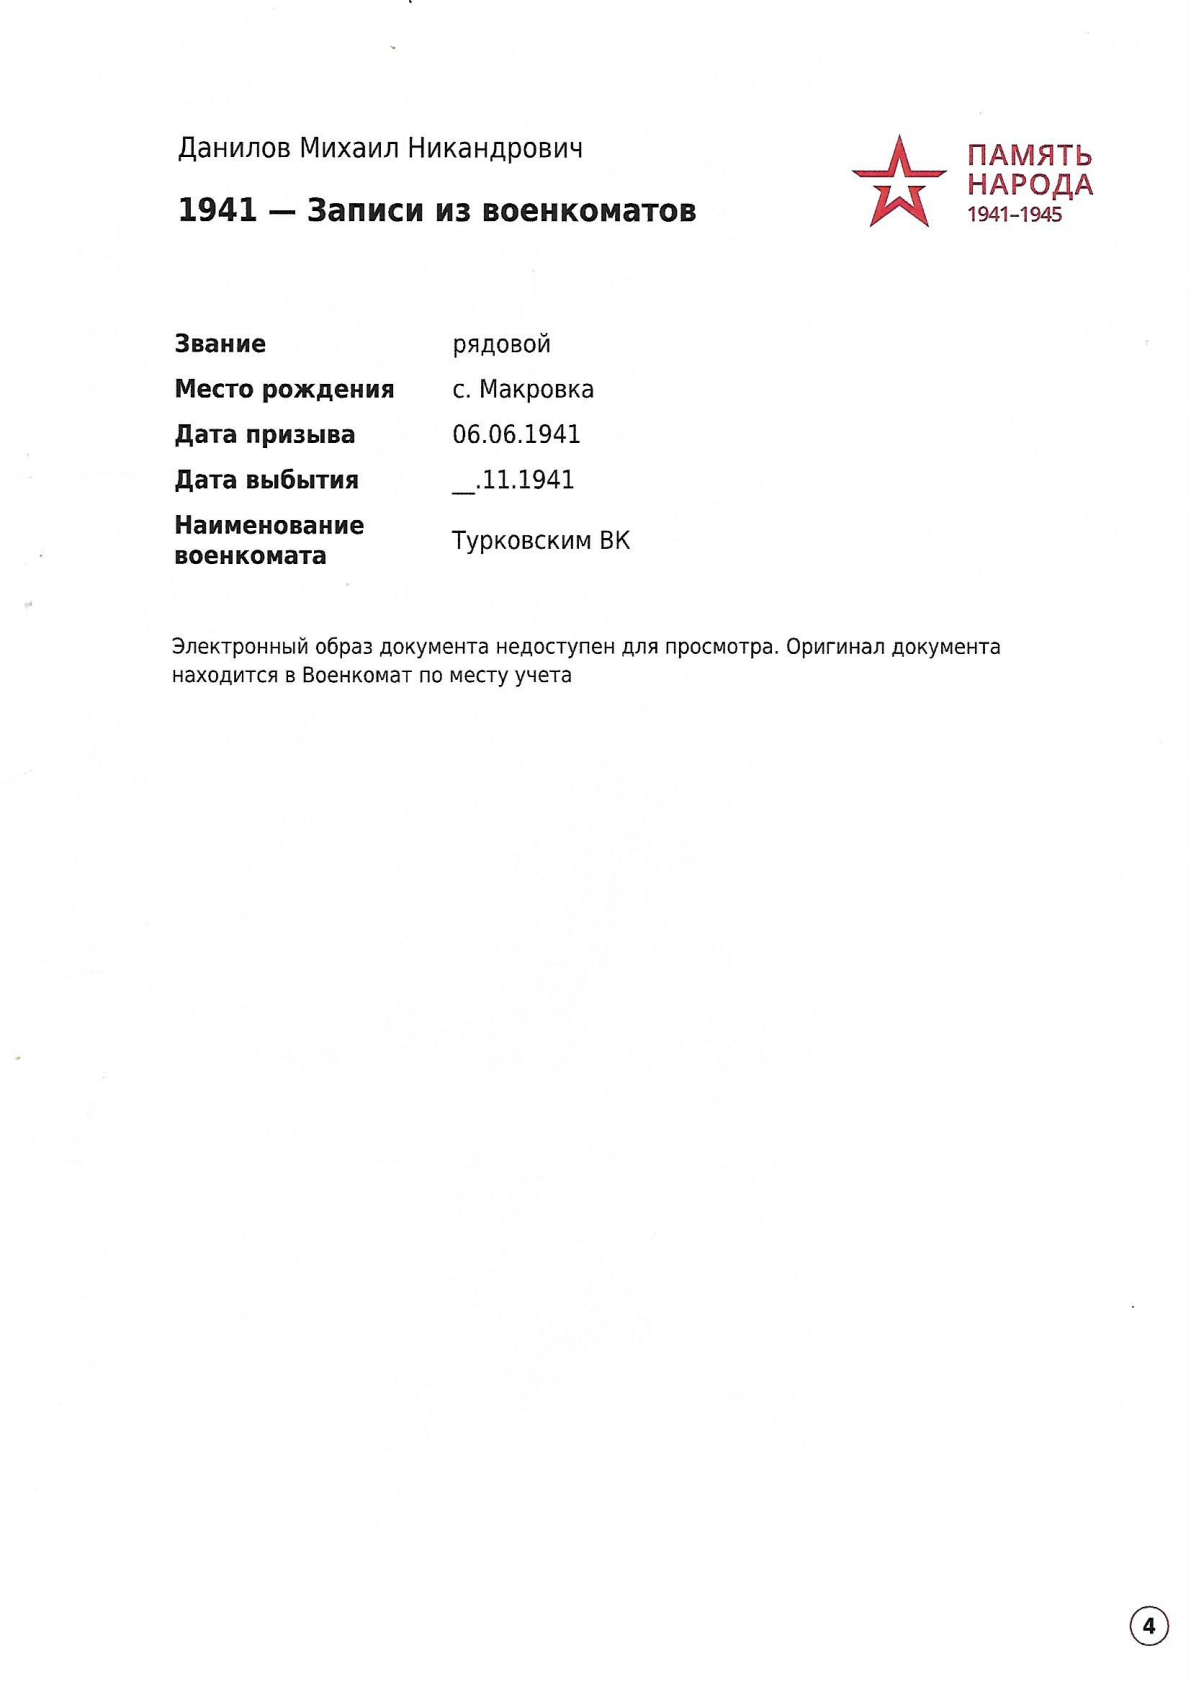 Данилов Михаил Никандрович
1941 — Записи из военкоматов
ПАМЯТЬ
НАРОДА
1941–1945
Звание рядовой
Место рождения с. Макровка
Дата призыва 06.06.1941
Дата выбытия __.11.1941
Наименование
военкомата Турковским ВК
Электронный образ документа недоступен для просмотра. Оригинал документа
находится в Военкомат по месту учета
4